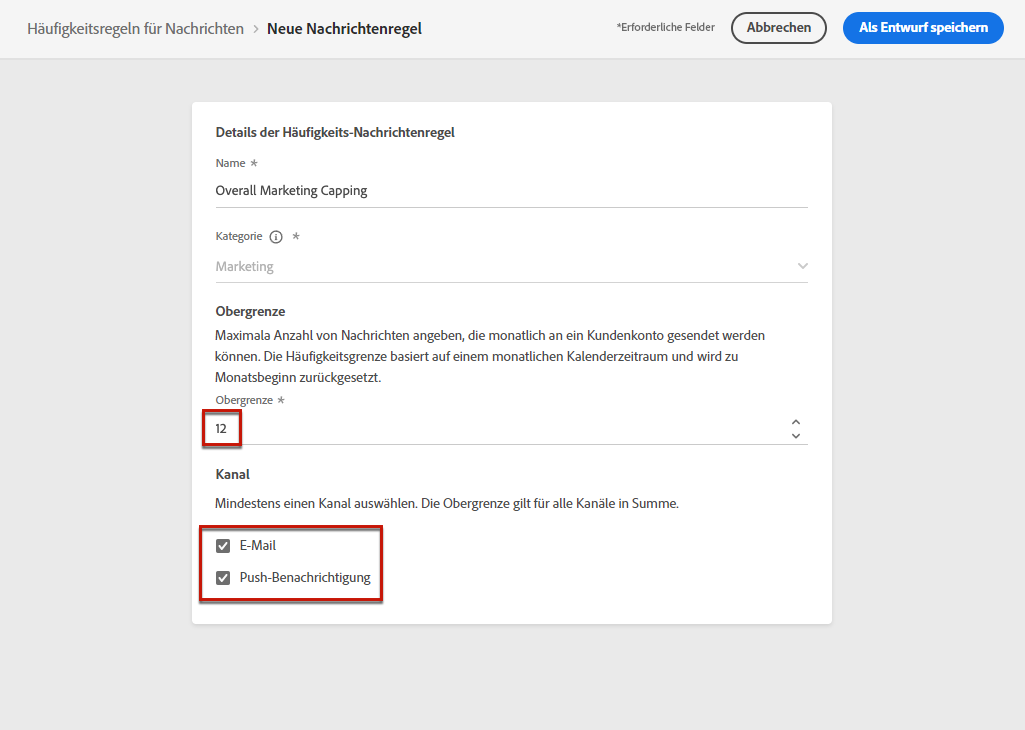 Häufigkeitsregeln für Nachrichten > Neue Nachrichtenregel
*Erforderliche Felder
Abbrechen
Als Entwurf speichern
Details der Häufigkeits-Nachrichtenregel
Name *
Overall Marketing Capping
Kategorie *
Marketing
Obergrenze
Maximala Anzahl von Nachrichten angeben, die monatlich an ein Kundenkonto gesendet werden
können. Die Häufigkeitsgrenze basiert auf einem monatlichen Kalenderzeitraum und wird zu
Monatsbeginn zurückgesetzt.
Obergrenze *
12
Kanal
Mindestens einen Kanal auswählen. Die Obergrenze gilt für alle Kanäle in Summe.
E-Mail
Push-Benachrichtigung